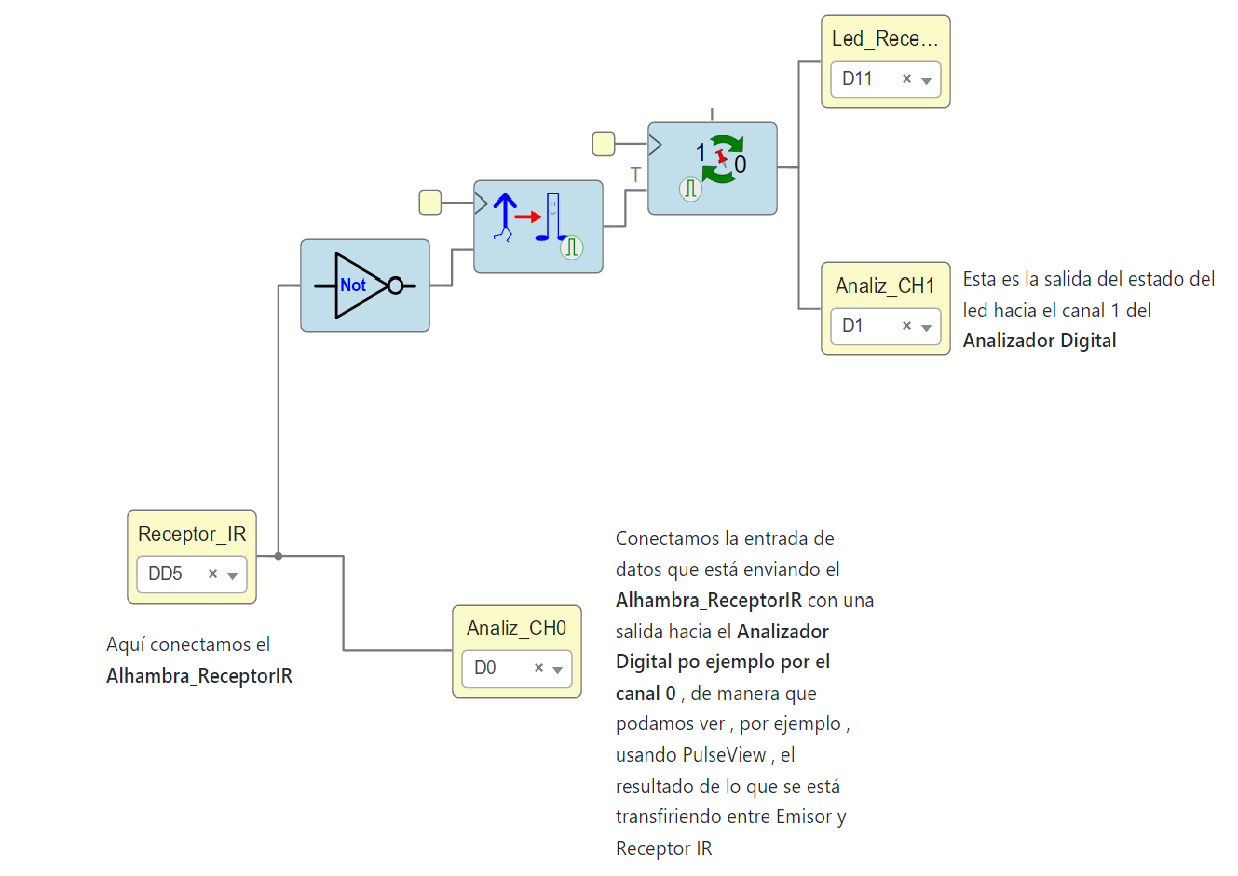 Led_Rece...
D11 ×
1
0
T
Not
Analiz_CH1
D1 ×
Esta es la salida del estado del
led hacia el canal 1 del
Analizador Digital
Receptor_IR
DD5 ×
Aquí conectamos el
Alhambra_ReceptorIR
Analiz_CH0
D0 ×
Conectamos la entrada de
datos que está enviando el
Alhambra_ReceptorIR con una
salida hacia el Analizador
Digital po ejemplo por el
canal 0 , de manera que
podamos ver , por ejemplo ,
usando PulseView , el
resultado de lo que se está
transfiriendo entre Emisor y
Receptor IR